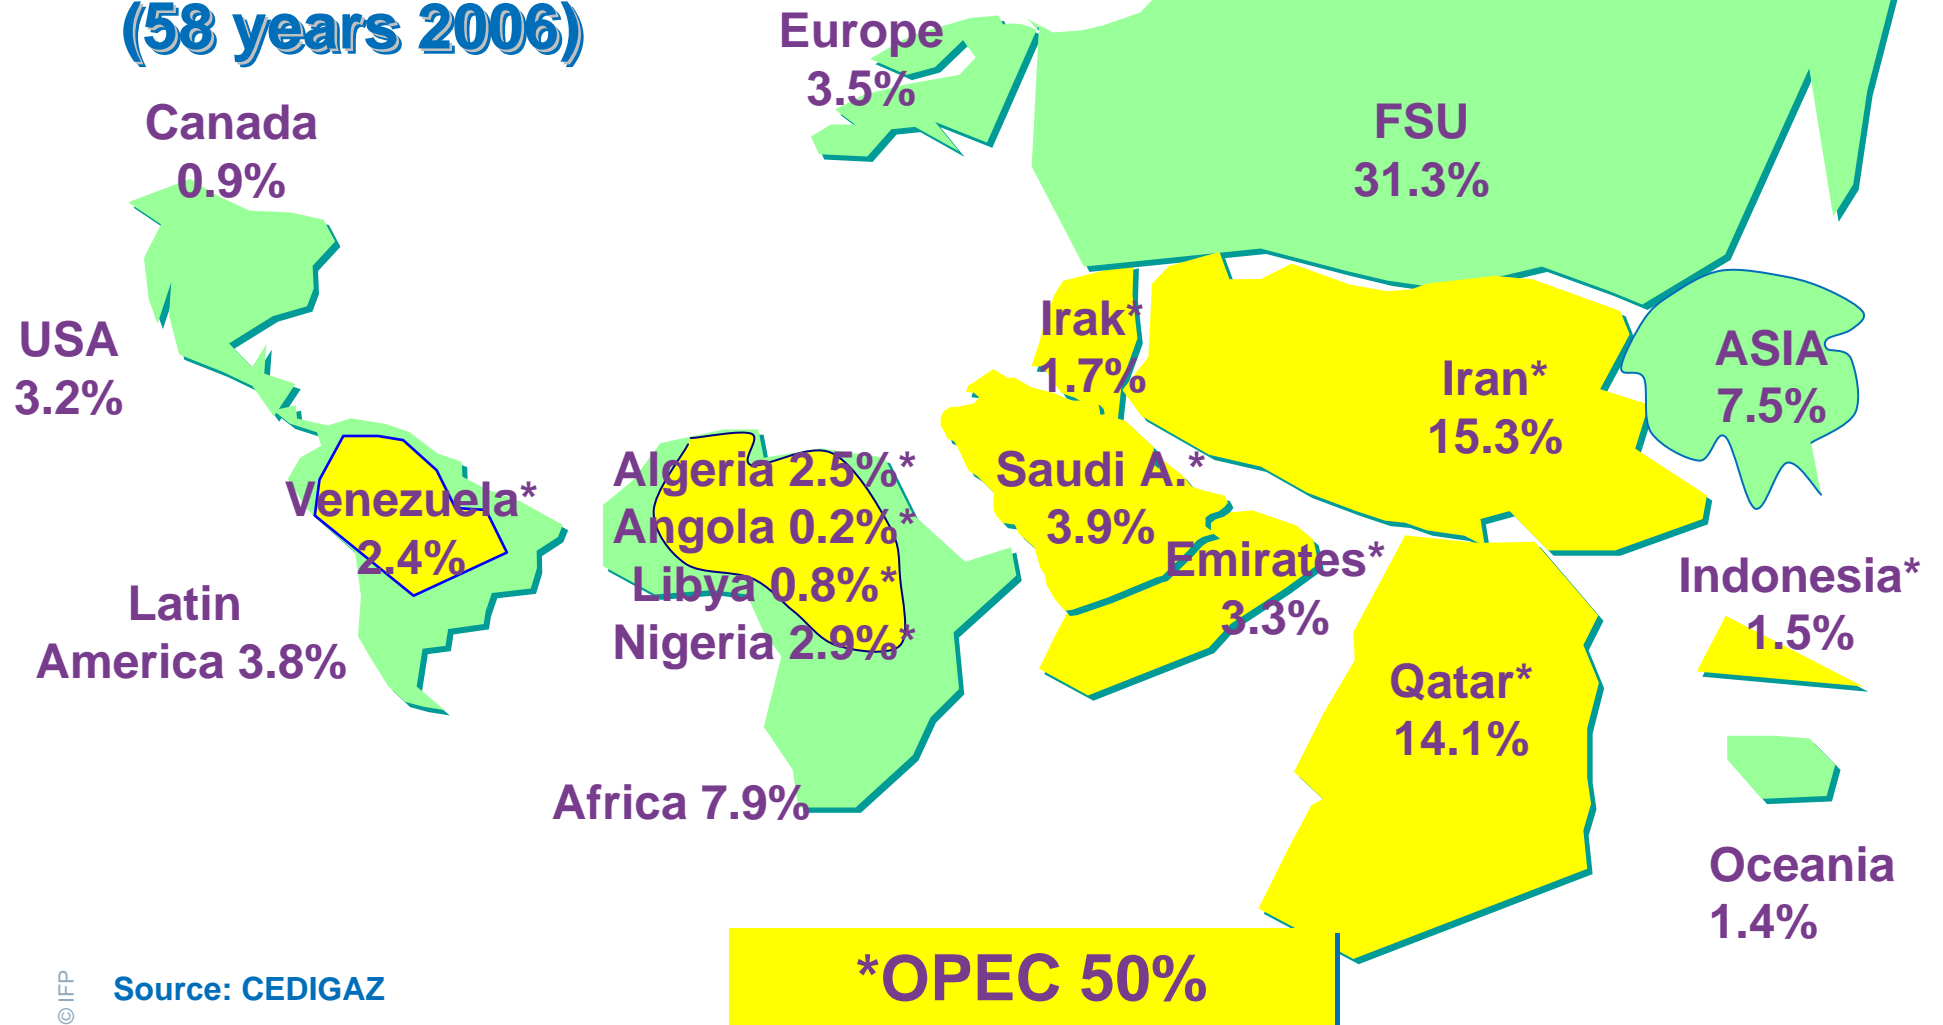 (58 years 2006)
Europe
3.5%
Canada
0.9%
FSU
31.3%
USA
3.2%
Irak*
1.7%
Iran*
15.3%
ASIA
7.5%
Venezuela*
2.4%
Algeria 2.5%*
Angola 0.2%*
Libya 0.8%*
Nigeria 2.9%*
Saudi A.*
3.9%
Emirates*
3.3%
Indonesia*
1.5%
Latin
America 3.8%
Qatar*
14.1%
Africa 7.9%
Oceania
1.4%
*OPEC 50%
Source: CEDIGAZ
© IFP